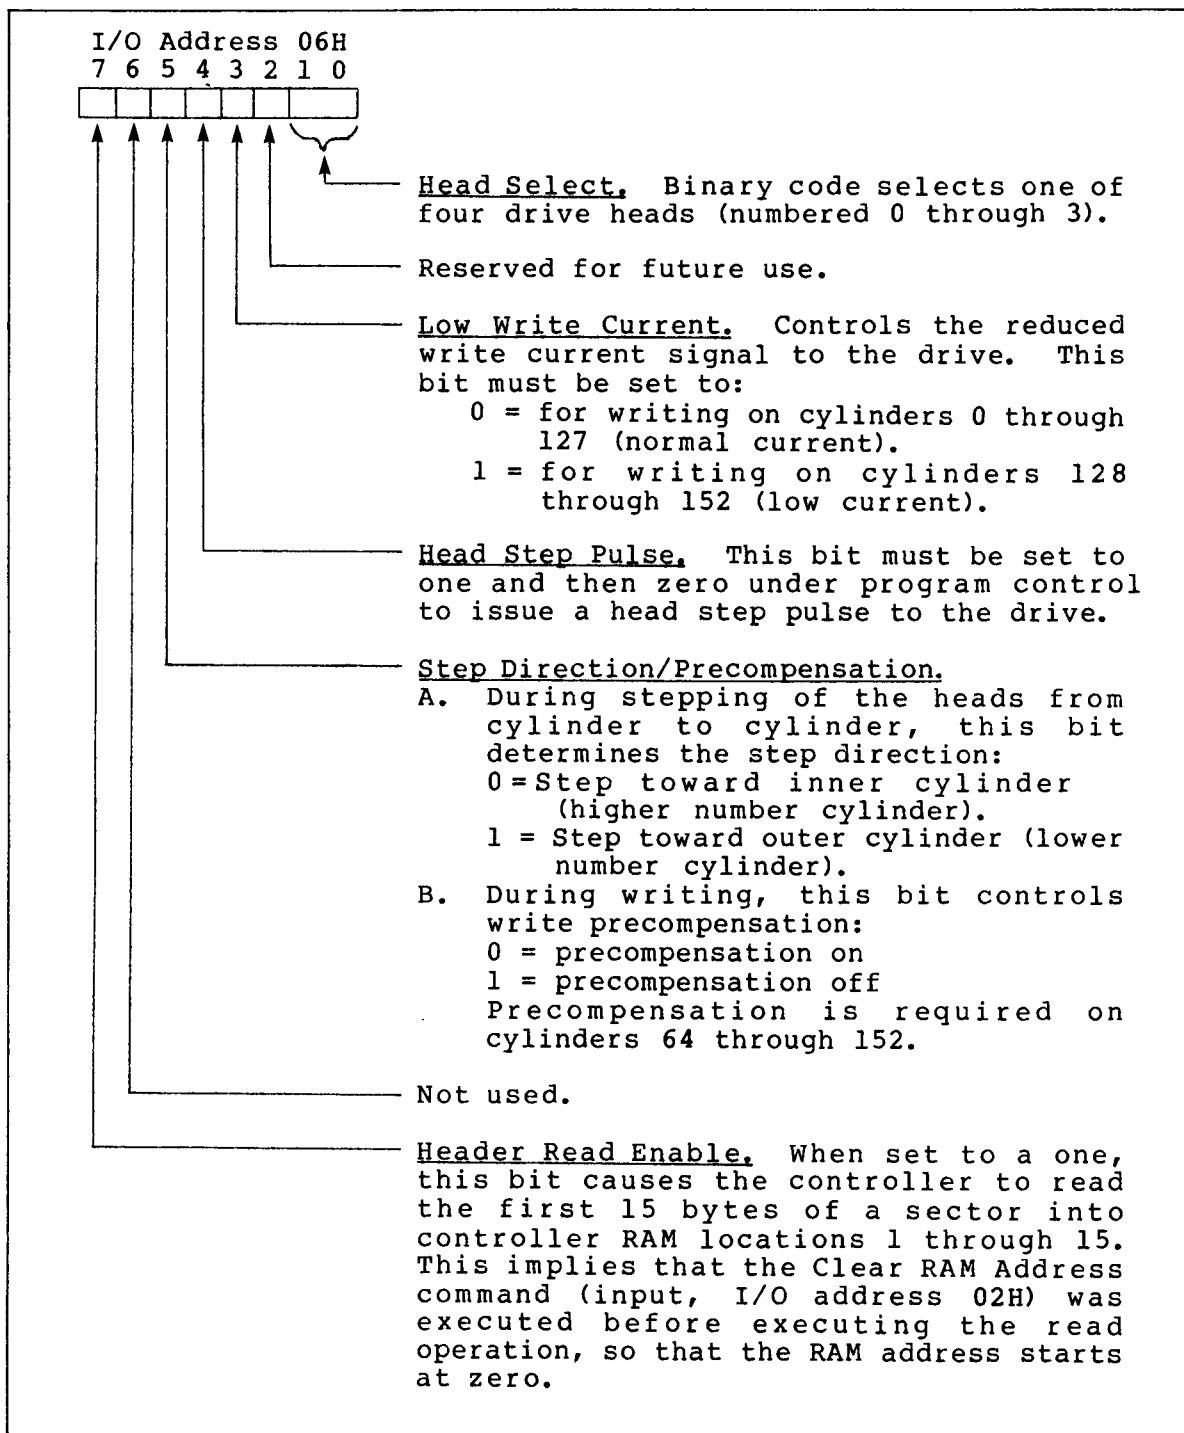 I/O Address 06H
7 6 5 4 3 2 1 0
Head Select. Binary code selects one of
four drive heads (numbered 0 through 3).
Reserved for future use.
Low Write Current. Controls the reduced
write current signal to the drive. This
bit must be set to:
0 = for writing on cylinders 0 through
127 (normal current).
1 = for writing on cylinders 128
through 152 (low current).
Head Step Pulse. This bit must be set to
one and then zero under program control
to issue a head step pulse to the drive.
Step Direction/Precompensation.
A. During stepping of the heads from
cylinder to cylinder, this bit
determines the step direction:
0 = Step toward inner cylinder
(higher number cylinder).
1 = Step toward outer cylinder (lower
number cylinder).
B. During writing, this bit controls
write precompensation:
0 = precompensation on
1 = precompensation off
Precompensation is required on
cylinders 64 through 152.
Not used.
Header Read Enable. When set to a one,
this bit causes the controller to read
the first 15 bytes of a sector into
controller RAM locations 1 through 15.
This implies that the Clear RAM Address
command (input, I/O address 02H) was
executed before executing the read
operation, so that the RAM address starts
at zero.